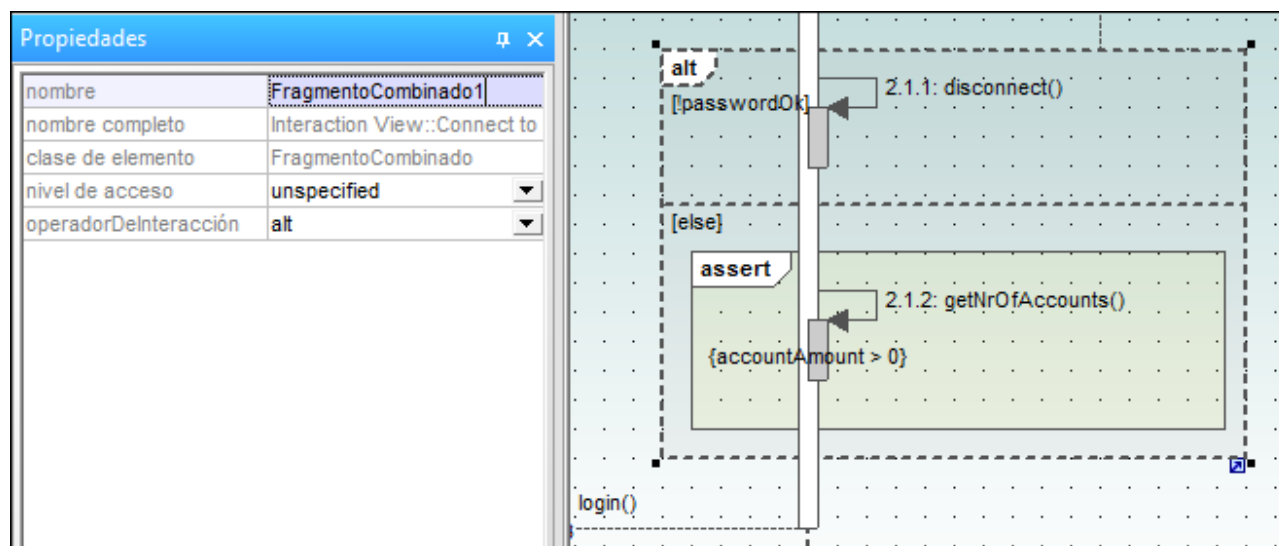 Propiedades
nombre FragmentoCombinado1
nombre completo Interaction View::Connect to
clase de elemento FragmentoCombinado
nivel de acceso unspecified
operadorDeInteracción alt
alt
2.1.1: disconnect()
[!passwordOk]
[else]
assert
2.1.2: getNrOfAccounts()
{accountAmount > 0}
login()